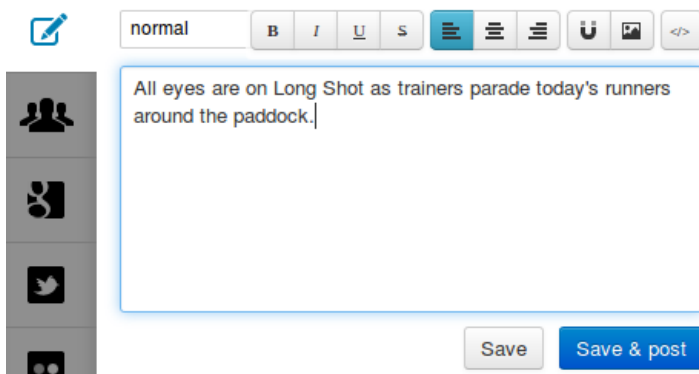 normal B I U S </>
All eyes are on Long Shot as trainers parade today's runners
around the paddock.
Save Save & post